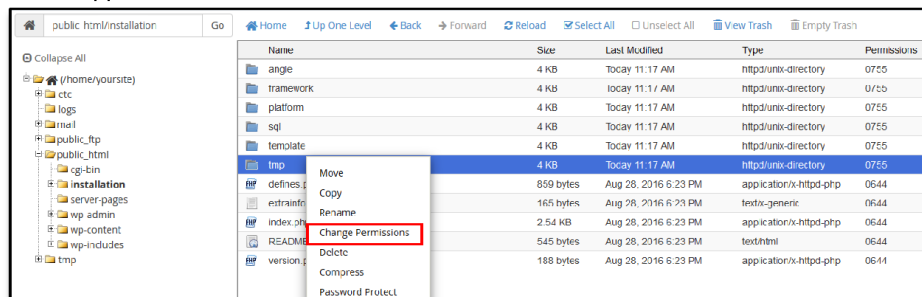 public html/installation Go Home Up One Level Back Forward Reload Select All Unselect All View Trash Empty Trash
Collapse All
Name Size Last Modified Type Permissions
(/home/yoursite)
etc
logs
mail
public_ftp
public_html
cgi-bin
installation
server-pages
wp admin
wp-content
wp-includes
tmp
angie 4 KB Today 11:17 AM httpd/unix-directory 0755
framework 4 KB Today 11:17 AM httpd/unix-directory 0755
platform 4 KB Today 11:17 AM httpd/unix-directory 0755
sql 4 KB Today 11:17 AM httpd/unix-directory 0755
template 4 KB Today 11:17 AM httpd/unix-directory 0755
tmp 4 KB Today 11:17 AM httpd/unix-directory 0755
defines.p 859 bytes Aug 28, 2016 6:23 PM application/x-httpd-php 0644
extrainfo 165 bytes Aug 28, 2016 6:23 PM text/x-generic 0644
index.ph 2.54 KB Aug 28, 2016 6:23 PM application/x-httpd-php 0644
README 545 bytes Aug 28, 2016 6:23 PM text/html 0644
version.p 188 bytes Aug 28, 2016 6:23 PM application/x-httpd-php 0644
Move
Copy
Rename
Change Permissions
Delete
Compress
Password Protect